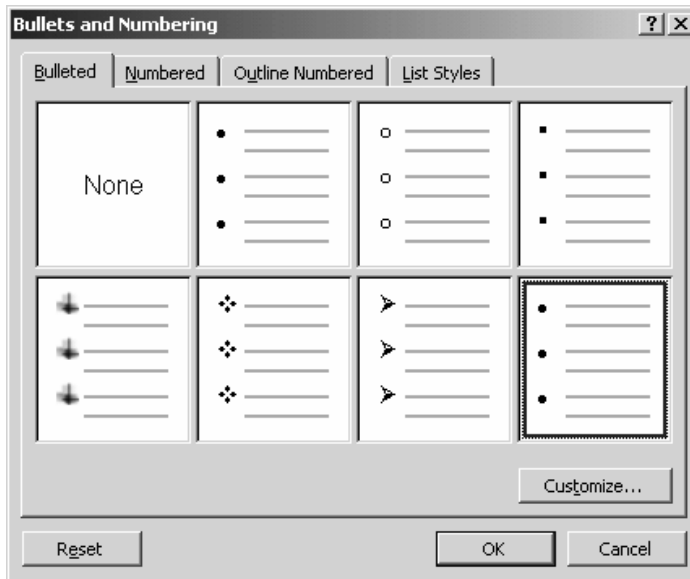 Bullets and Numbering
Bulleted Numbered Outline Numbered List Styles
None
Customize...
Reset OK Cancel